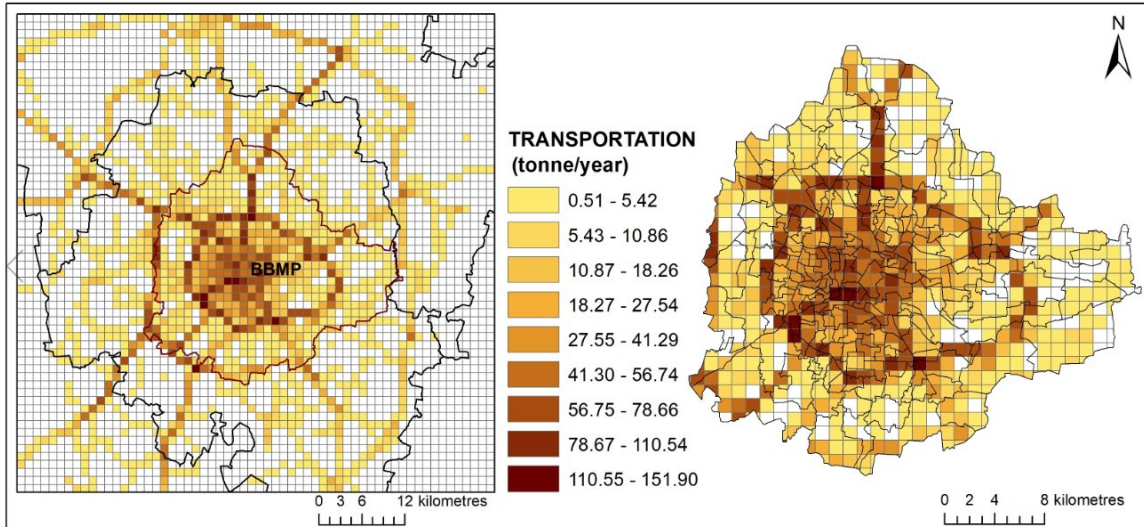 BBMP
0 3 6 12 kilometres
TRANSPORTATION
(tonne/year)
0.51 - 5.42
5.43 - 10.86
10.87 - 18.26
18.27 - 27.54
27.55 - 41.29
41.30 - 56.74
56.75 - 78.66
78.67 - 110.54
110.55 - 151.90
N
0 2 4 8 kilometres